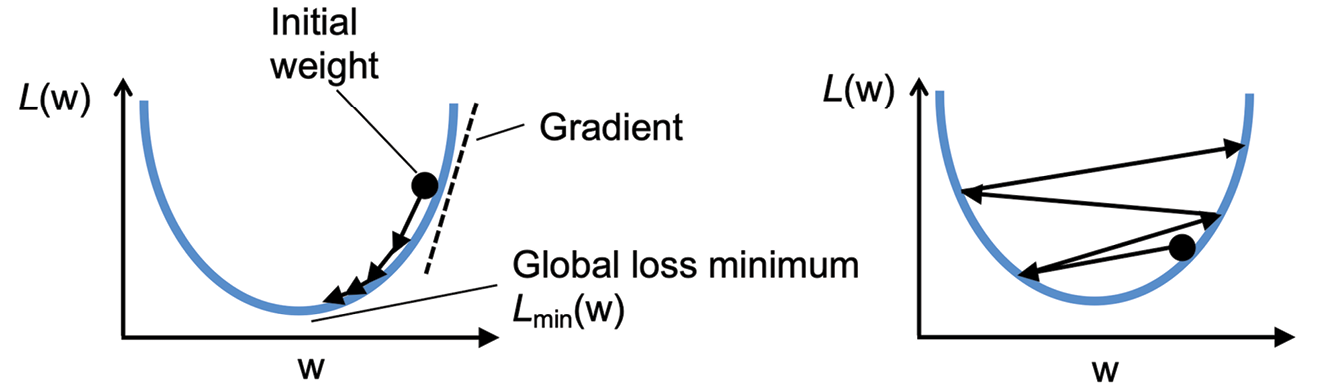 Initial
weight
L(w)
Gradient
Global loss minimum
Lmin(w)
w
L(w)
w